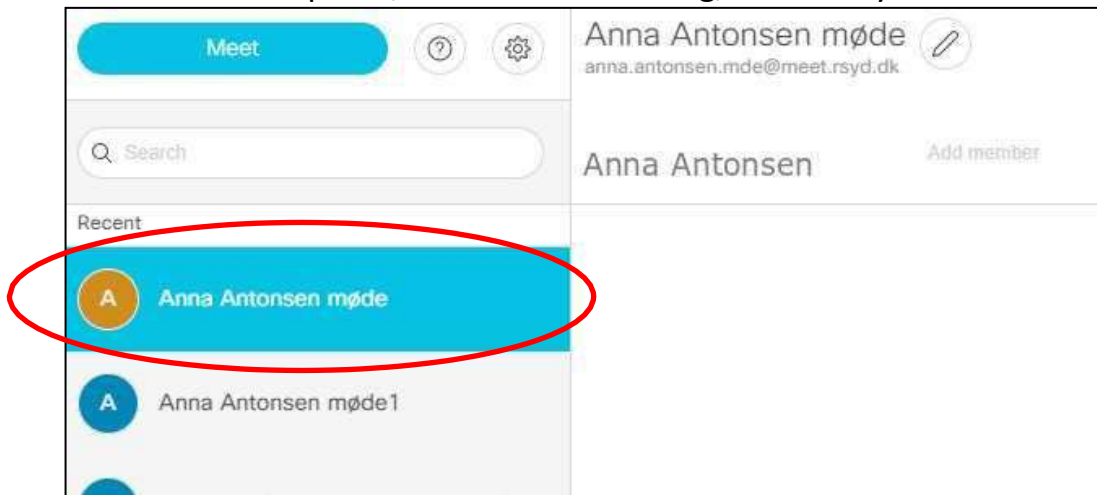 Meet
Search
Recent
A
Anna Antonsen møde
A
Anna Antonsen møde1
Anna Antonsen møde
anna.antonsen.mde@meet.rsyd.dk
Anna Antonsen
Add member